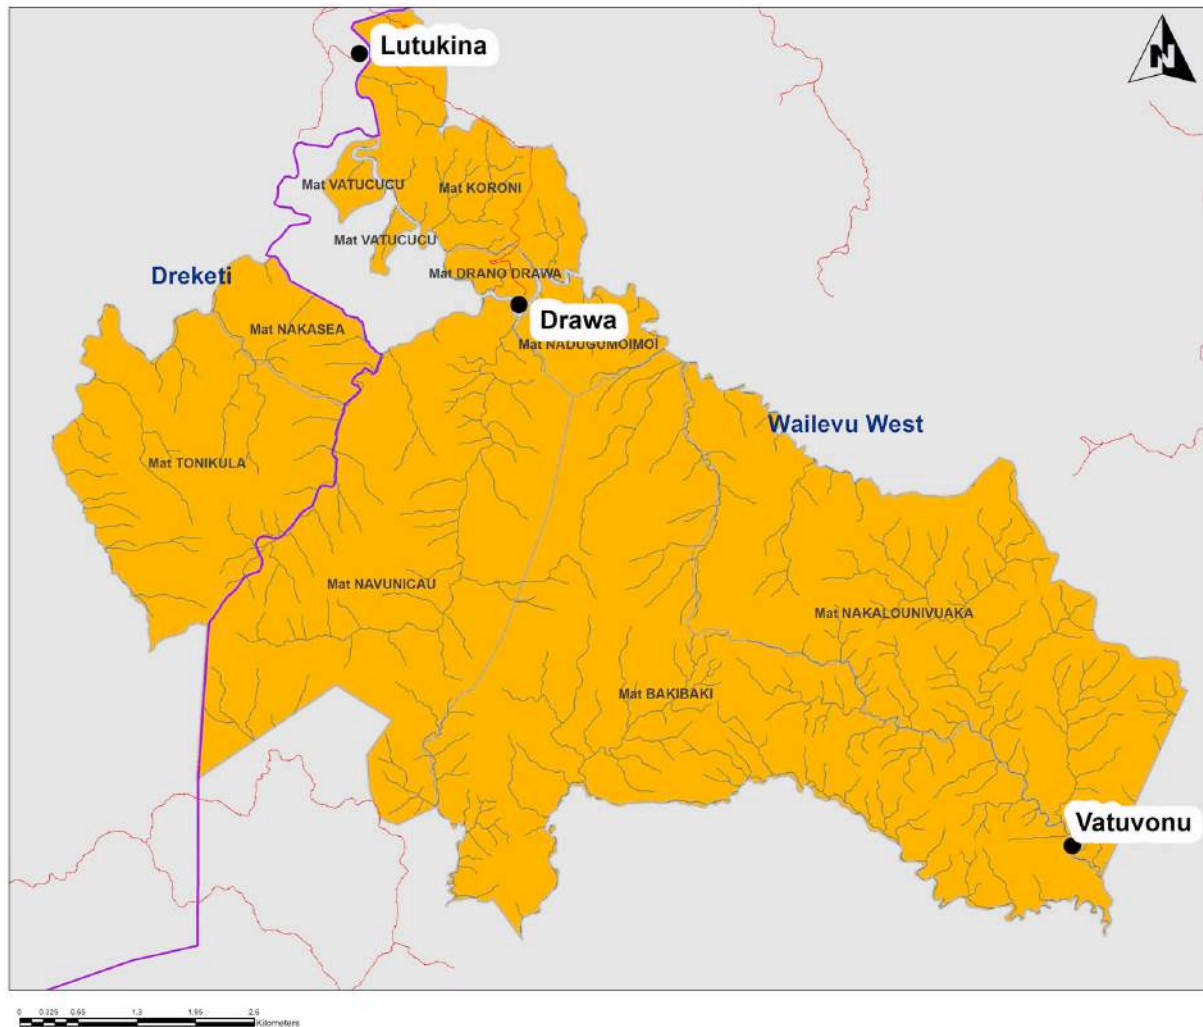 Lutukina
N
Mat VATUCUCU
Mat KORONI
Mat VATUCUCU
Dreketi
Mat DRANO DRAWA
Drawa
Mat NAKASEA
Mat NADUGUMOIMOI
Wailevu West
Mat TONIKULA
Mat NAVUNICAU
Mat NAKALOUNIVUAKA
Mat BAKIBAKI
Vatuvonu
0 0.325 0.65 1.3 1.95 2.6
Kilometers